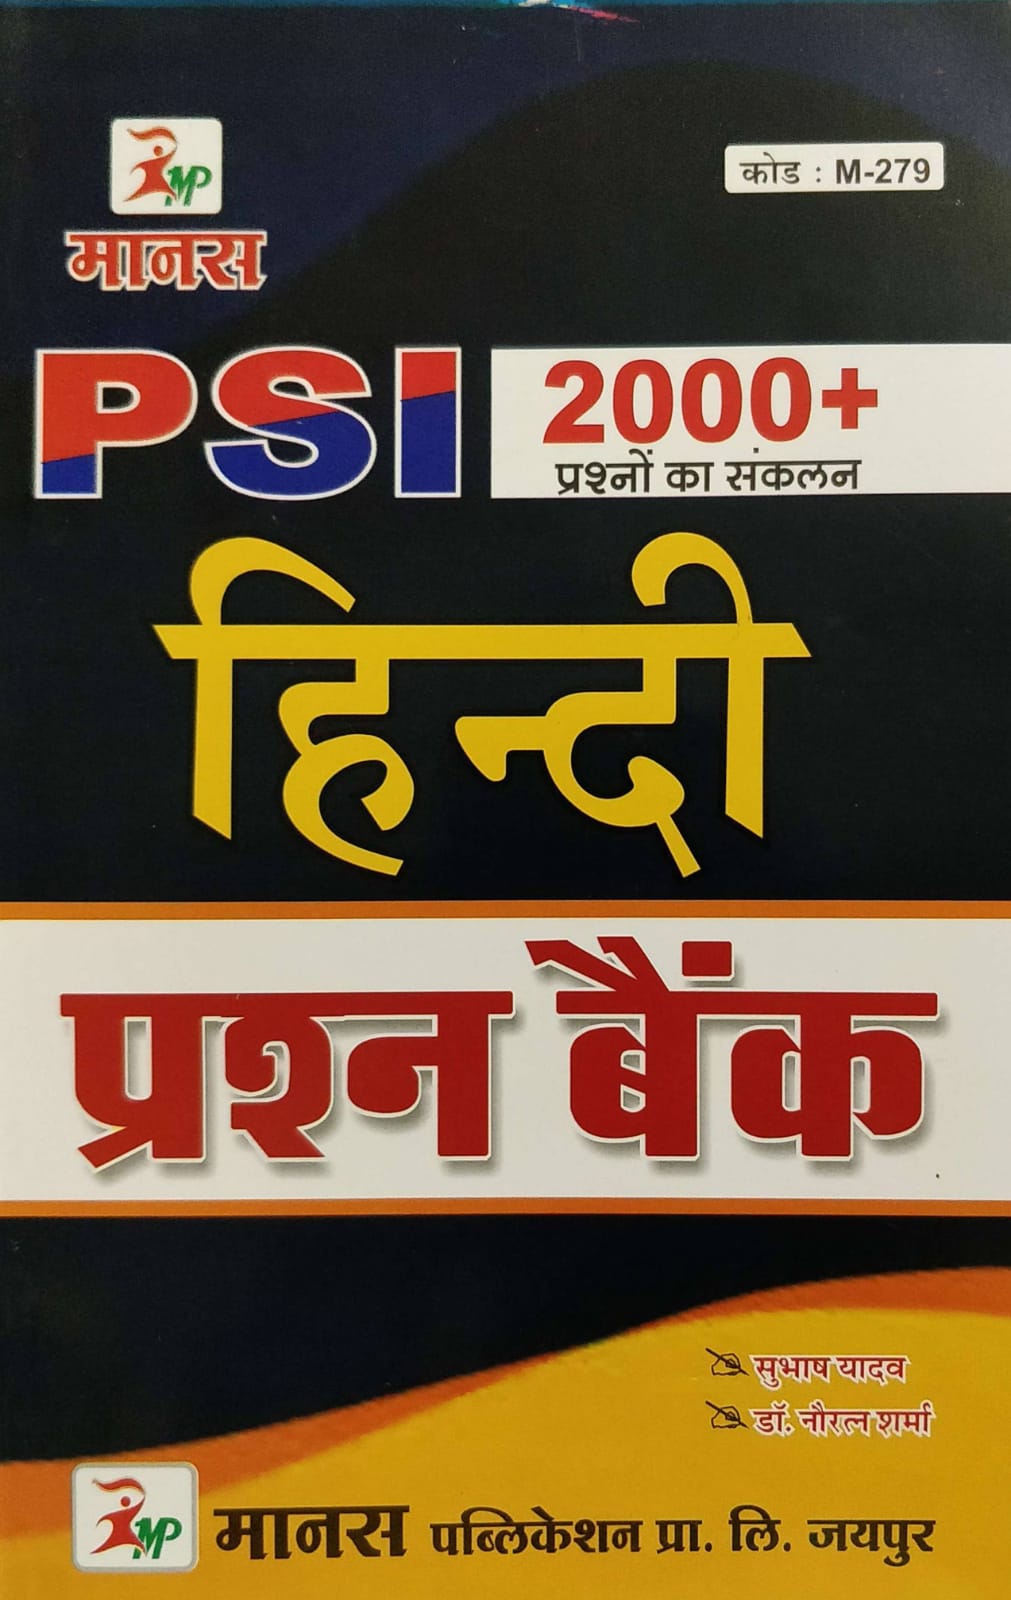 MP
मानस
कोड : M-279
PSI
2000+
प्रश्नों का संकलन
हिन्दी
प्रश्न बैंक
सुभाष यादव
डॉ. नौरत्न शर्मा
MP
मानस पब्लिकेशन प्रा. लि. जयपुर